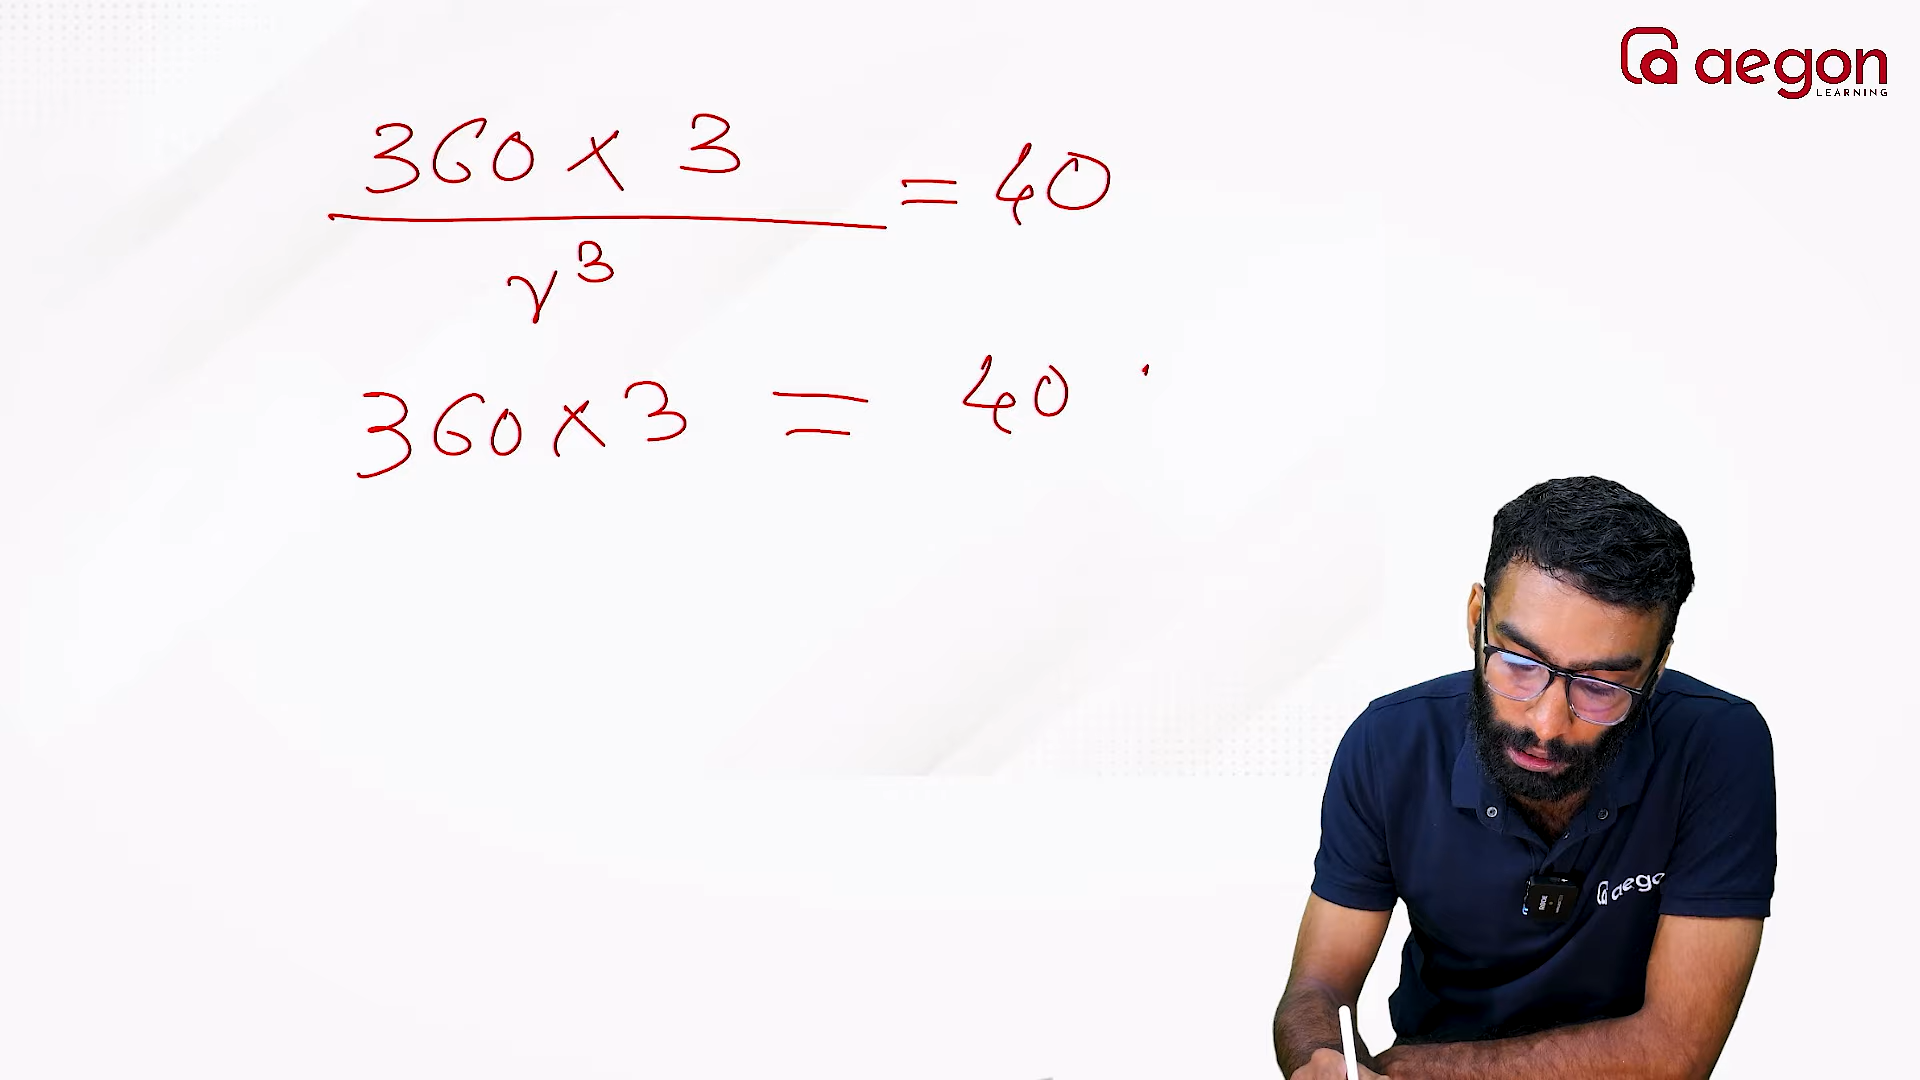 aegon
LEARNING
360 × 3
———
r³
= 40
360 × 3 = 40
aego